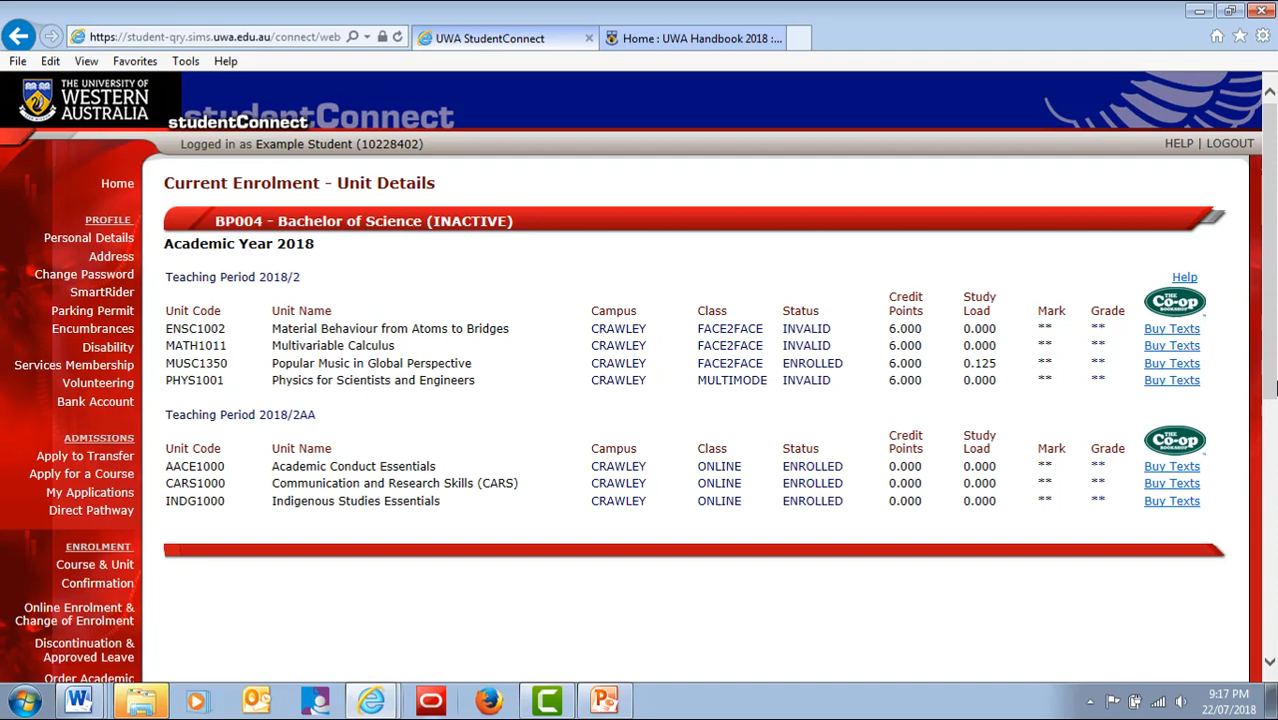 https://student-qry.sims.uwa.edu.au/connect/web
UWA StudentConnect
Home : UWA Handbook 2018 :...
File Edit View Favorites Tools Help
THE UNIVERSITY OF
WESTERN
AUSTRALIA
studentConnect
studentConnect
Logged in as Example Student (10228402)
HELP | LOGOUT
Home
PROFILE
Personal Details
Address
Change Password
SmartRider
Parking Permit
Encumbrances
Disability
Services Membership
Volunteering
Bank Account
ADMISSIONS
Apply to Transfer
Apply for a Course
My Applications
Direct Pathway
ENROLMENT
Course & Unit
Confirmation
Online Enrolment &
Change of Enrolment
Discontinuation &
Approved Leave
Order Academic
Current Enrolment - Unit Details
BP004 - Bachelor of Science (INACTIVE)
Academic Year 2018
Teaching Period 2018/2
Help
Unit Code Unit Name Campus Class Status Credit Points Study Load Mark Grade THE Co-op BOOKSHOP
ENSC1002 Material Behaviour from Atoms to Bridges CRAWLEY FACE2FACE INVALID 6.000 0.000 ** ** Buy Texts
MATH1011 Multivariable Calculus CRAWLEY FACE2FACE INVALID 6.000 0.000 ** ** Buy Texts
MUSC1350 Popular Music in Global Perspective CRAWLEY FACE2FACE ENROLLED 6.000 0.125 ** ** Buy Texts
PHYS1001 Physics for Scientists and Engineers CRAWLEY MULTIMODE INVALID 6.000 0.000 ** ** Buy Texts
Teaching Period 2018/2AA
Unit Code Unit Name Campus Class Status Credit Points Study Load Mark Grade THE Co-op BOOKSHOP
AACE1000 Academic Conduct Essentials CRAWLEY ONLINE ENROLLED 0.000 0.000 ** ** Buy Texts
CARS1000 Communication and Research Skills (CARS) CRAWLEY ONLINE ENROLLED 0.000 0.000 ** ** Buy Texts
INDG1000 Indigenous Studies Essentials CRAWLEY ONLINE ENROLLED 0.000 0.000 ** ** Buy Texts
9:17 PM
22/07/2018